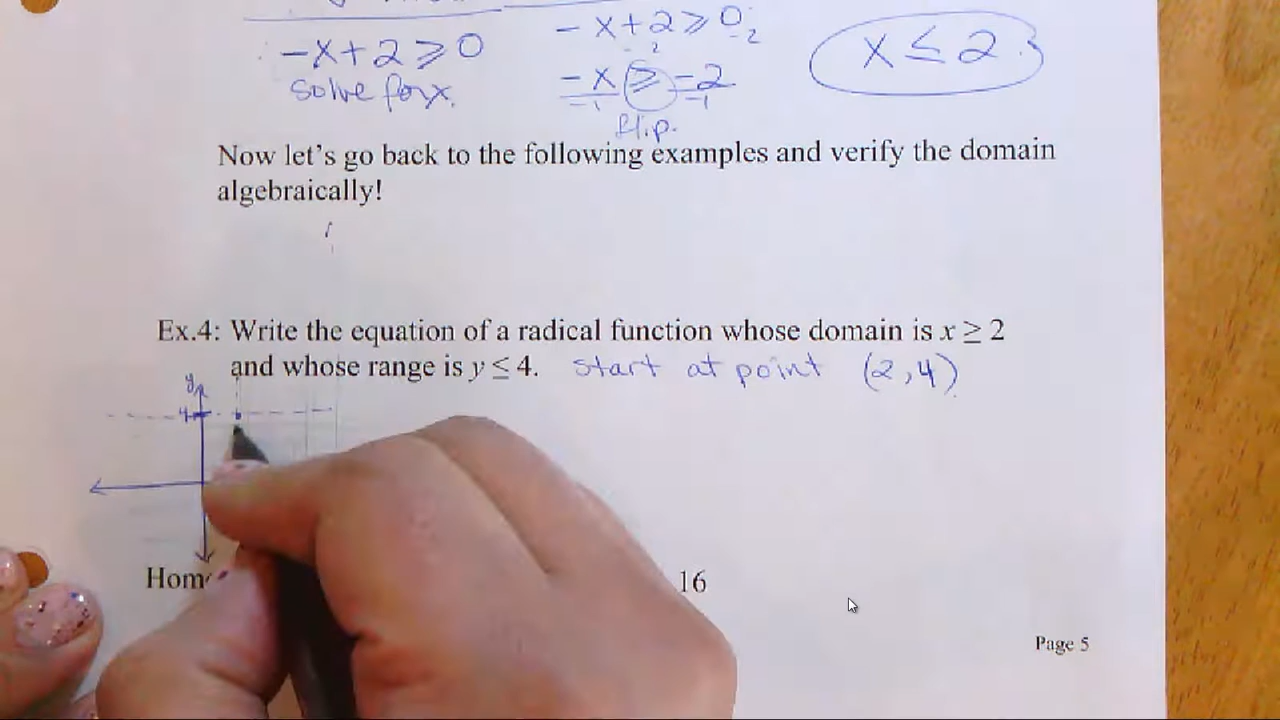 -x+2≥0
solve for x.
-x+2≥0
-2 -2
-x ≥ -2
-1 -1
flip.
x≤2
Now let's go back to the following examples and verify the domain
algebraically!
Ex.4: Write the equation of a radical function whose domain is x ≥ 2
and whose range is y ≤ 4. start at point (2,4)
y
4
16
Page 5